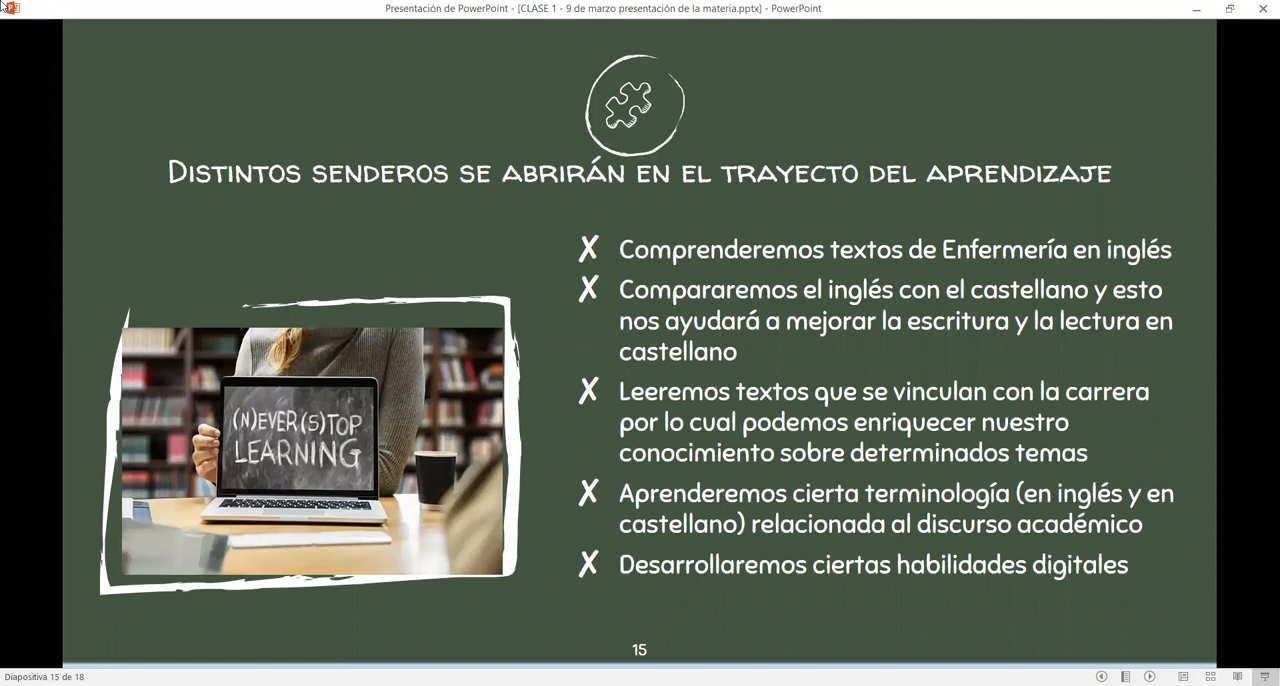 Presentación de PowerPoint - [CLASE 1 - 9 de marzo presentación de la materia.pptx] - PowerPoint
DISTINTOS SENDEROS SE ABRIRÁN EN EL TRAYECTO DEL APRENDIZAJE
(N)EVER (S)TOP
LEARNING
✗ Comprenderemos textos de Enfermería en inglés
✗ Compararemos el inglés con el castellano y esto
nos ayudará a mejorar la escritura y la lectura en
castellano
✗ Leeremos textos que se vinculan con la carrera
por lo cual podemos enriquecer nuestro
conocimiento sobre determinados temas
✗ Aprenderemos cierta terminología (en inglés y en
castellano) relacionada al discurso académico
✗ Desarrollaremos ciertas habilidades digitales
15
Diapositiva 15 de 18